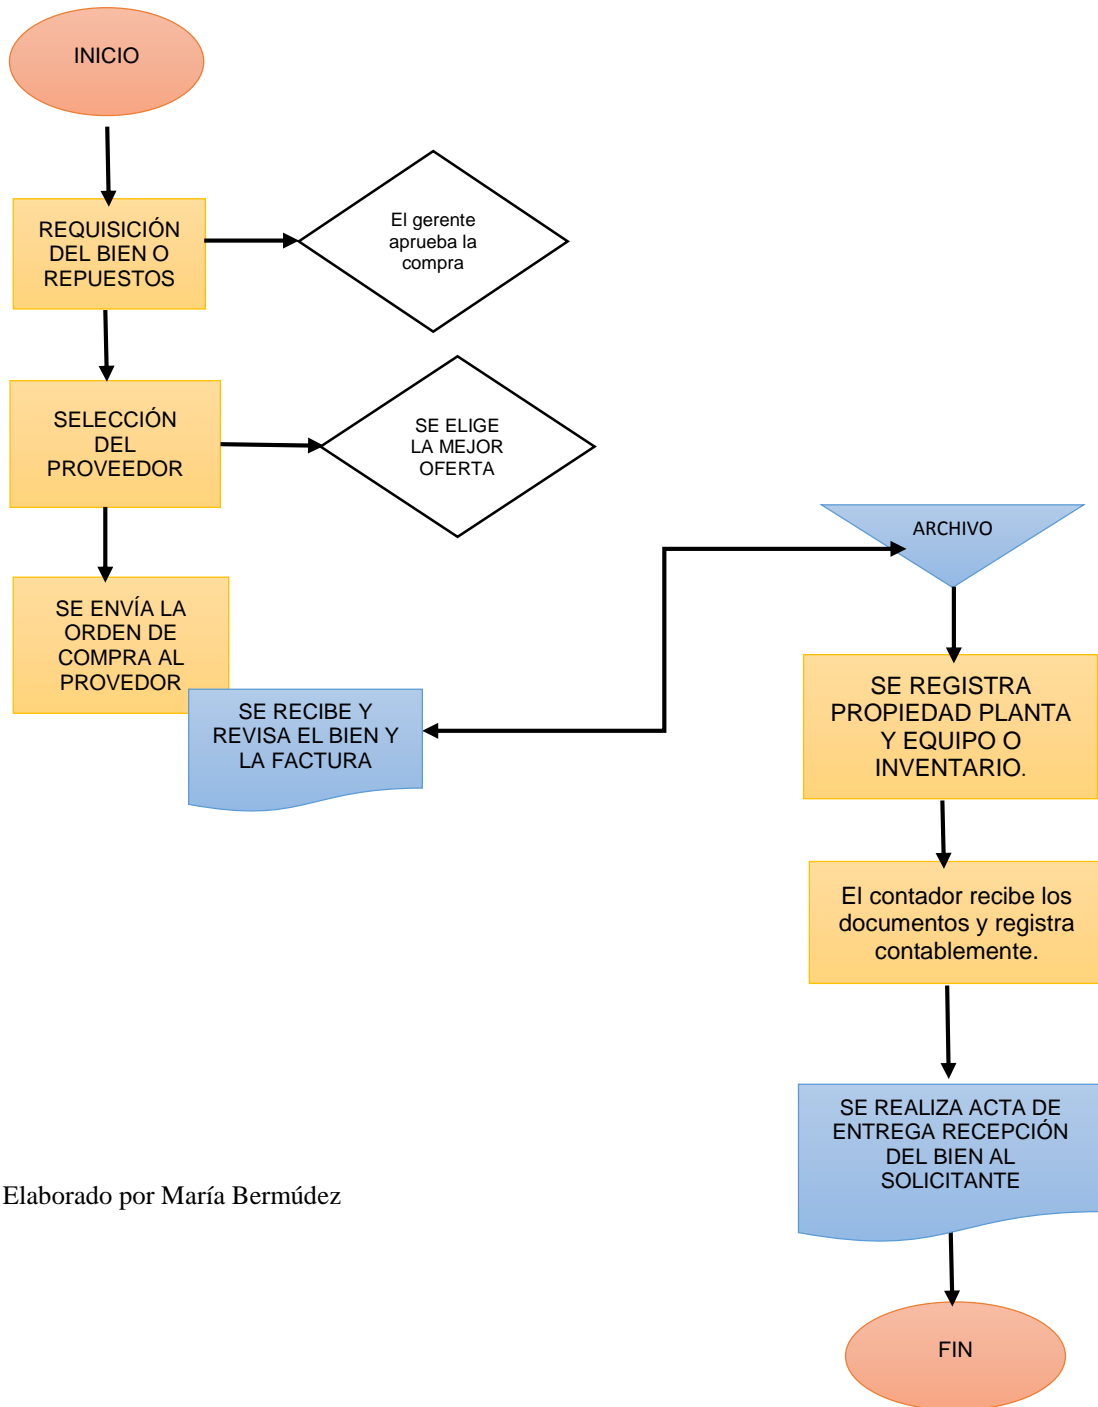 INICIO
REQUISICIÓN
DEL BIEN O
REPUESTOS
El gerente
aprueba la
compra
SELECCIÓN
DEL
PROVEEDOR
SE ELIGE
LA MEJOR
OFERTA
SE ENVÍA LA
ORDEN DE
COMPRA AL
PROVEDOR
SE RECIBE Y
REVISA EL BIEN Y
LA FACTURA
ARCHIVO
SE REGISTRA
PROPIEDAD PLANTA
Y EQUIPO O
INVENTARIO.
El contador recibe los
documentos y registra
contablemente.
SE REALIZA ACTA DE
ENTREGA RECEPCIÓN
DEL BIEN AL
SOLICITANTE
FIN
Elaborado por María Bermúdez